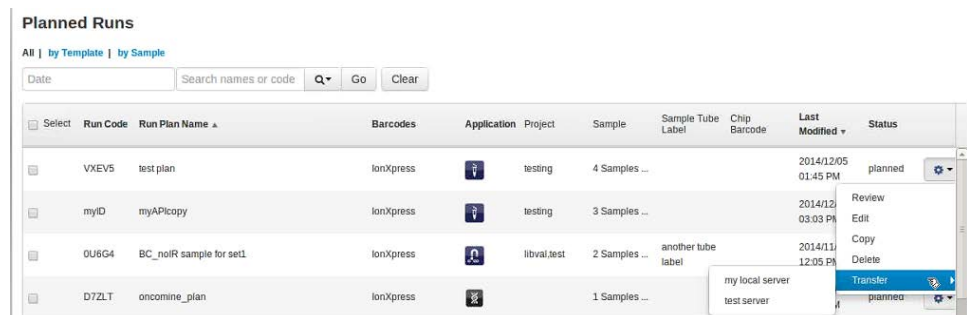 Planned Runs
All | by Template | by Sample
Date Search names or code Go Clear
Select Run Code Run Plan Name Barcodes Application Project Sample Sample Tube Label Chip Barcode Last Modified Status
VXEV5 test plan IonXpress testing 4 Samples ... 2014/12/05 01:45 PM planned
myID myAPIcopy IonXpress testing 3 Samples ... 2014/12/ 03:03 PM
0U6G4 BC_noIR sample for set1 IonXpress libval,test 2 Samples ... another tube label 2014/11/ 12:05 PM
D7ZLT oncomine_plan IonXpress 1 Samples ... planned
Review
Edit
Copy
Delete
Transfer
my local server
test server